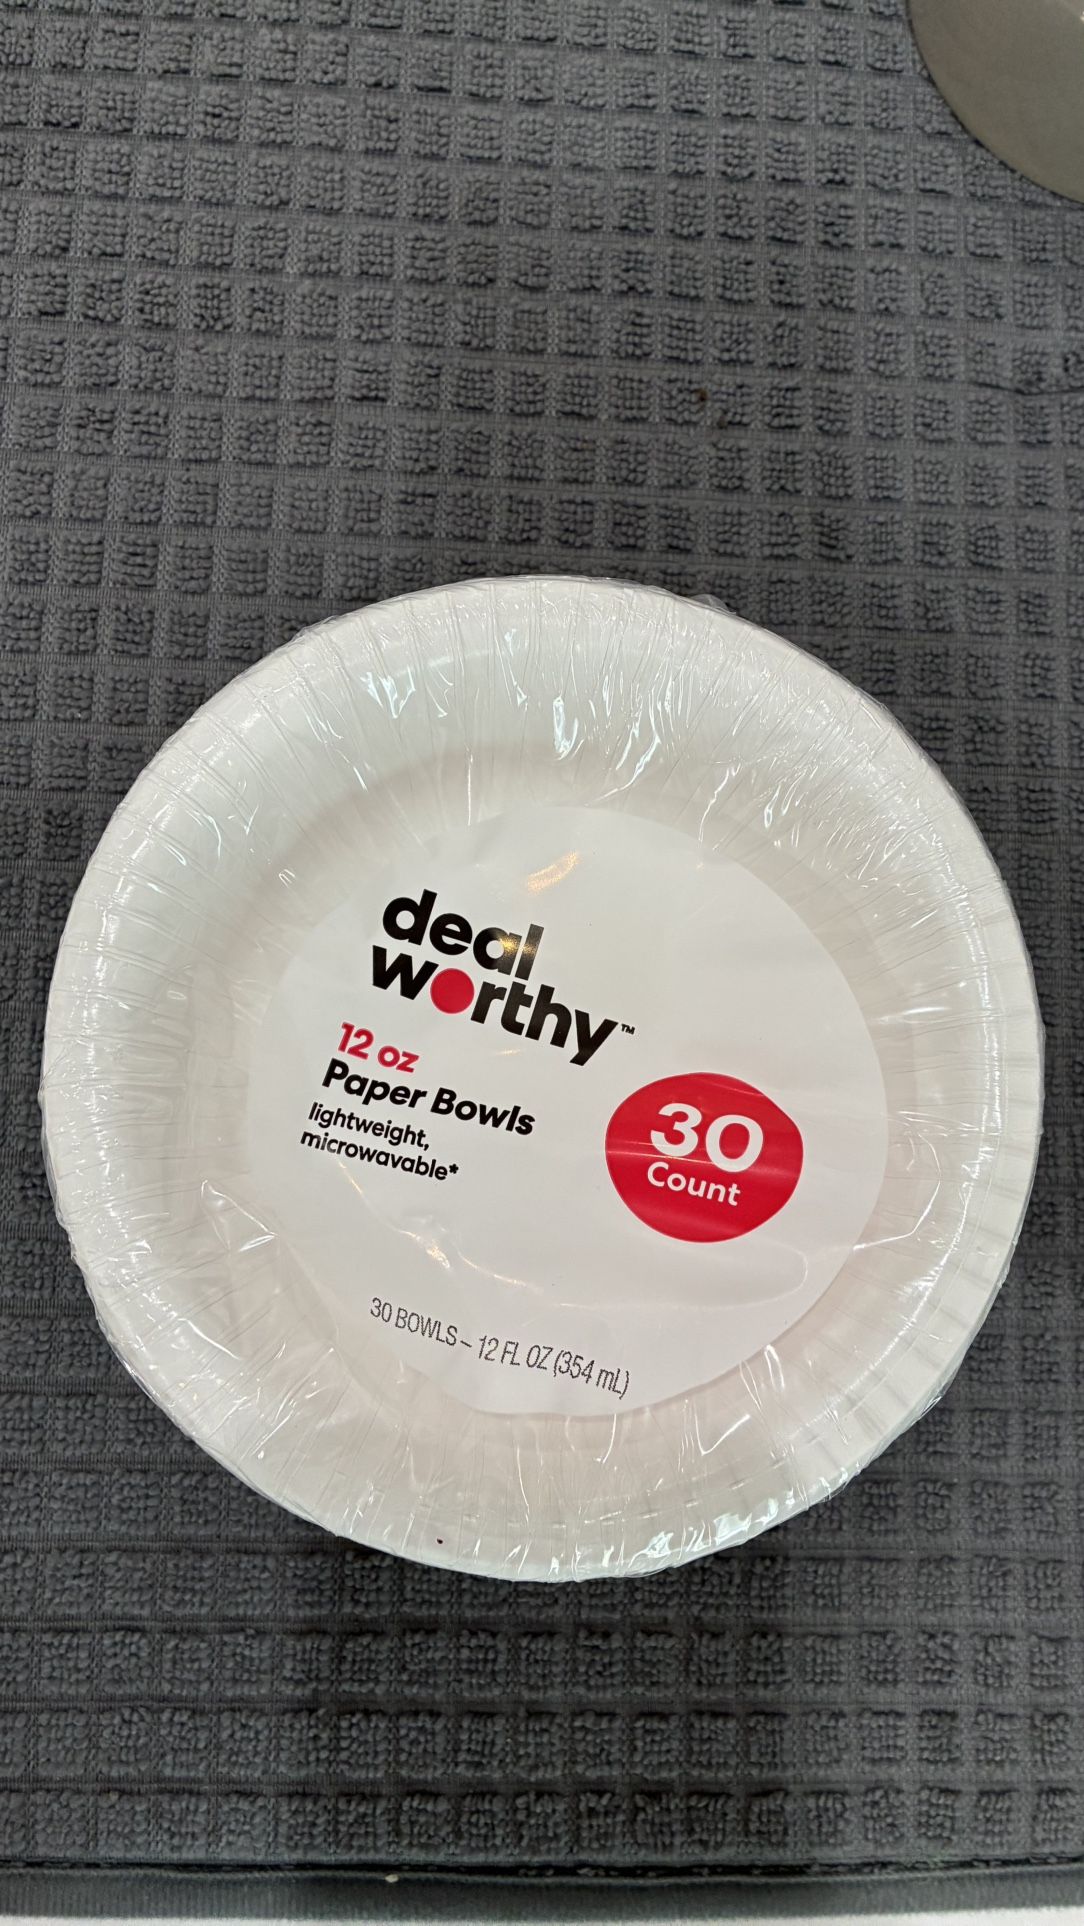 deal
worthy™
12 oz
Paper Bowls
lightweight,
microwavable*
30
Count
30 BOWLS – 12 FL OZ (354 mL)